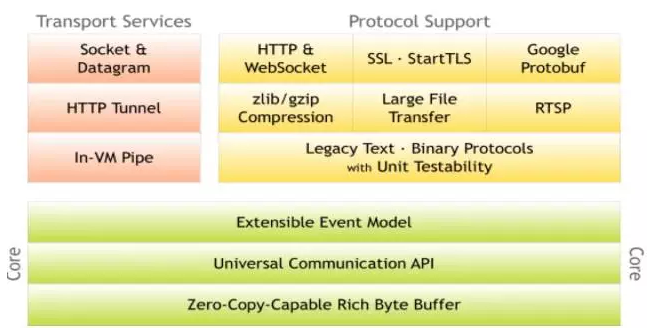 Transport Services
Protocol Support
Socket &
Datagram
HTTP Tunnel
In-VM Pipe
HTTP &
WebSocket
SSL · StartTLS
Google
Protobuf
zlib/gzip
Compression
Large File
Transfer
RTSP
Legacy Text · Binary Protocols
with Unit Testability
Core
Extensible Event Model
Universal Communication API
Zero-Copy-Capable Rich Byte Buffer
Core